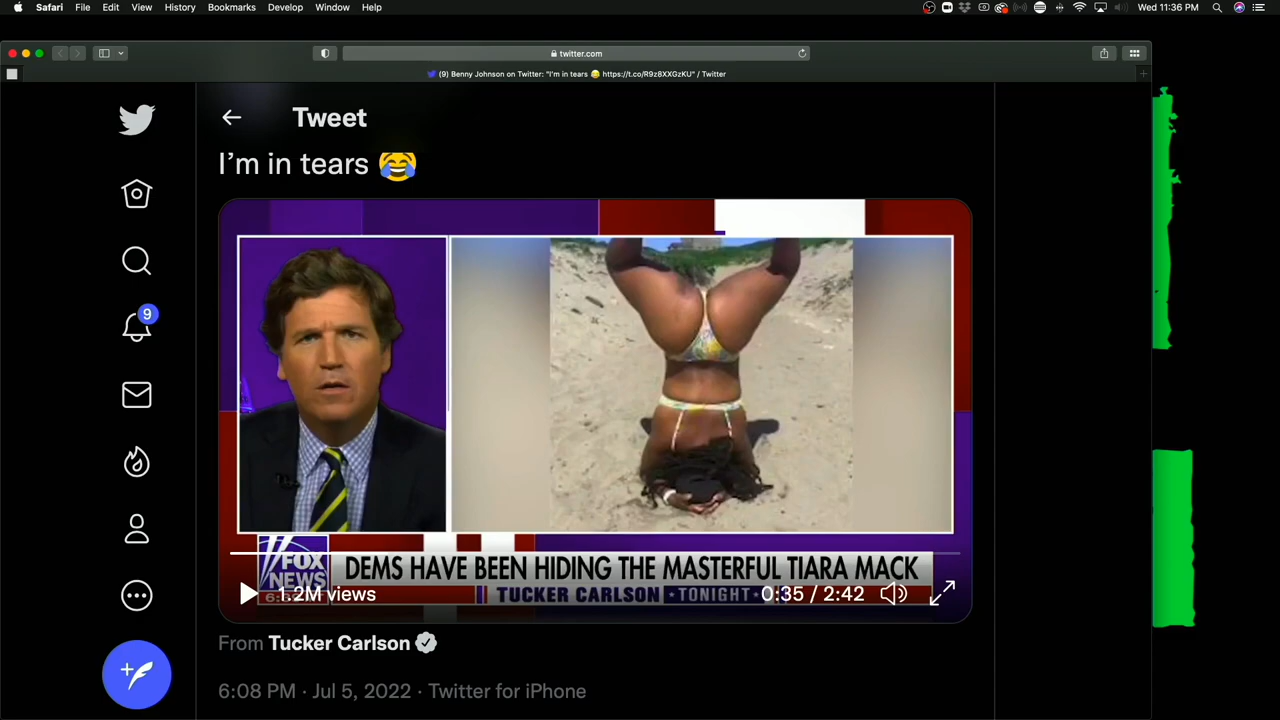 Safari File Edit View History Bookmarks Develop Window Help Wed 11:36 PM
twitter.com
(9) Benny Johnson on Twitter: "I'm in tears 😂 https://t.co/R9z8XXGzKU" / Twitter
Tweet
I'm in tears 😂
9
DEMS HAVE BEEN HIDING THE MASTERFUL TIARA MACK
FOX
NEWS
TUCKER CARLSON • TONIGHT •
1.2M views 0:35 / 2:42
From Tucker Carlson
6:08 PM · Jul 5, 2022 · Twitter for iPhone